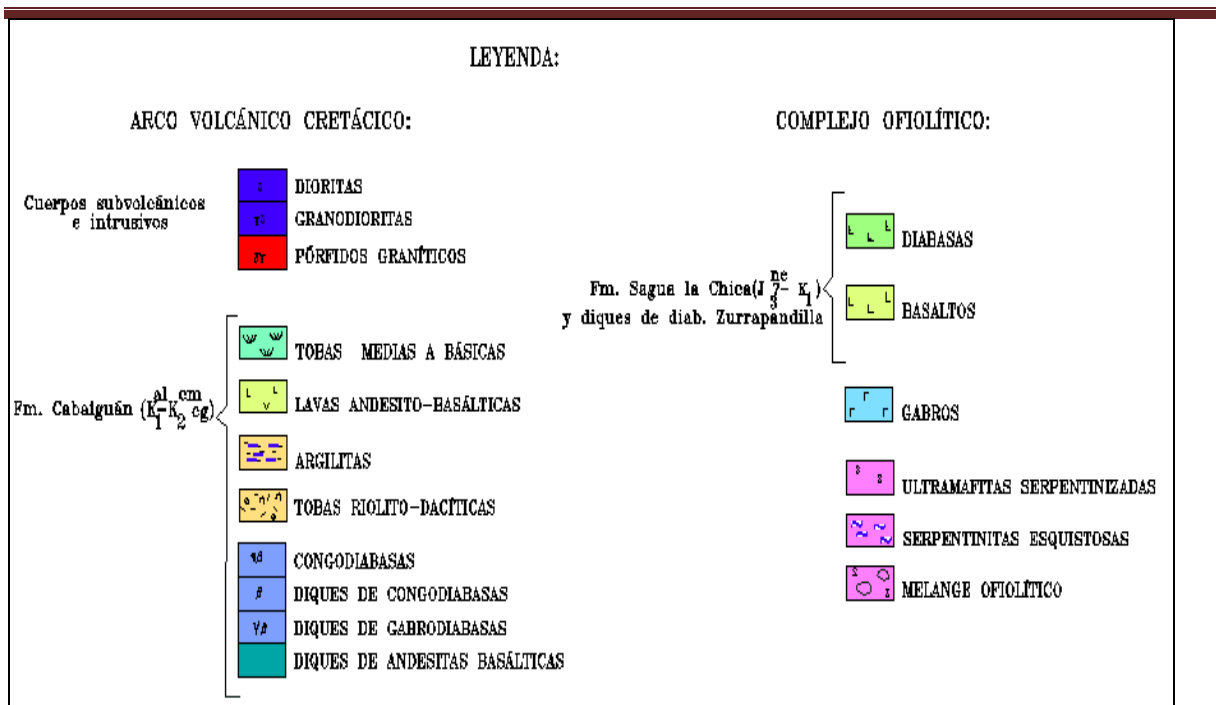 LEYENDA:
ARCO VOLCÁNICO CRETÁCICO:
Cuerpos subvolcánicos
e intrusivos
DIORITAS
GRANODIORITAS
PÓRFIDOS GRANÍTICOS
Fm. Cabaiguán
TOBAS MEDIAS A BÁSICAS
LAVAS ANDESITO-BASÁLTICAS
ARGILITAS
TOBAS RIOLITO-DACÍTICAS
CONGODIABASAS
DIQUES DE CONGODIABASAS
DIQUES DE GABRODIABASAS
DIQUES DE ANDESITAS BASÁLTICAS
COMPLEJO OFIOLÍTICO:
Fm. Sagua la Chica
y diques de diab. Zurrapandilla
DIABASAS
BASALTOS
GABROS
ULTRAMAFITAS SERPENTINIZADAS
SERPENTINITAS ESQUISTOSAS
MELANGE OFIOLÍTICO